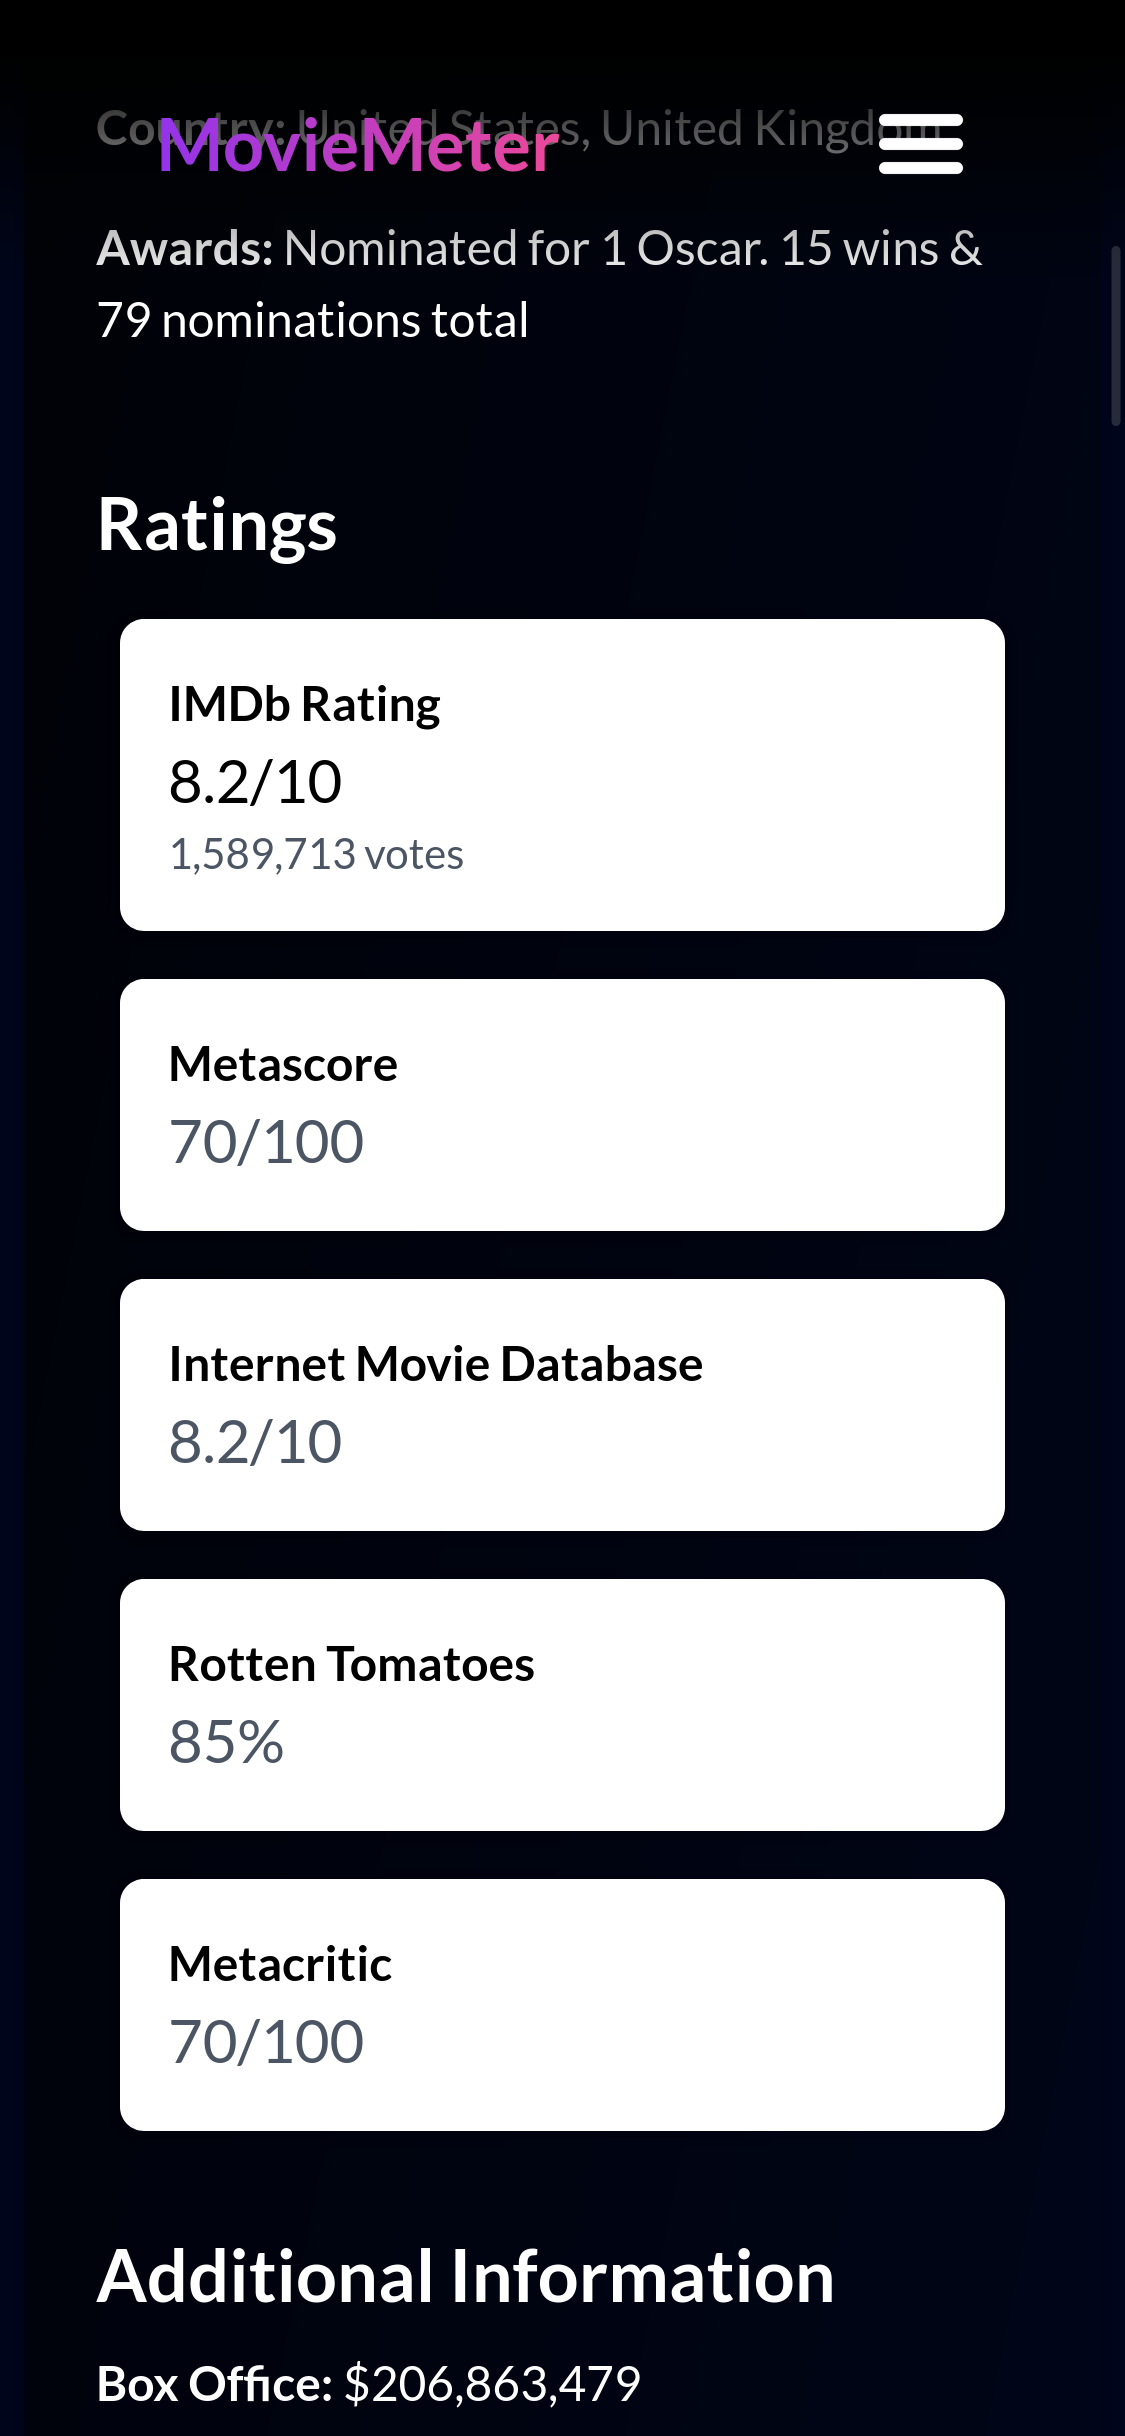 Country: United States, United Kingdom
MovieMeter
Awards: Nominated for 1 Oscar. 15 wins &
79 nominations total
Ratings
IMDb Rating
8.2/10
1,589,713 votes
Metascore
70/100
Internet Movie Database
8.2/10
Rotten Tomatoes
85%
Metacritic
70/100
Additional Information
Box Office: $206,863,479